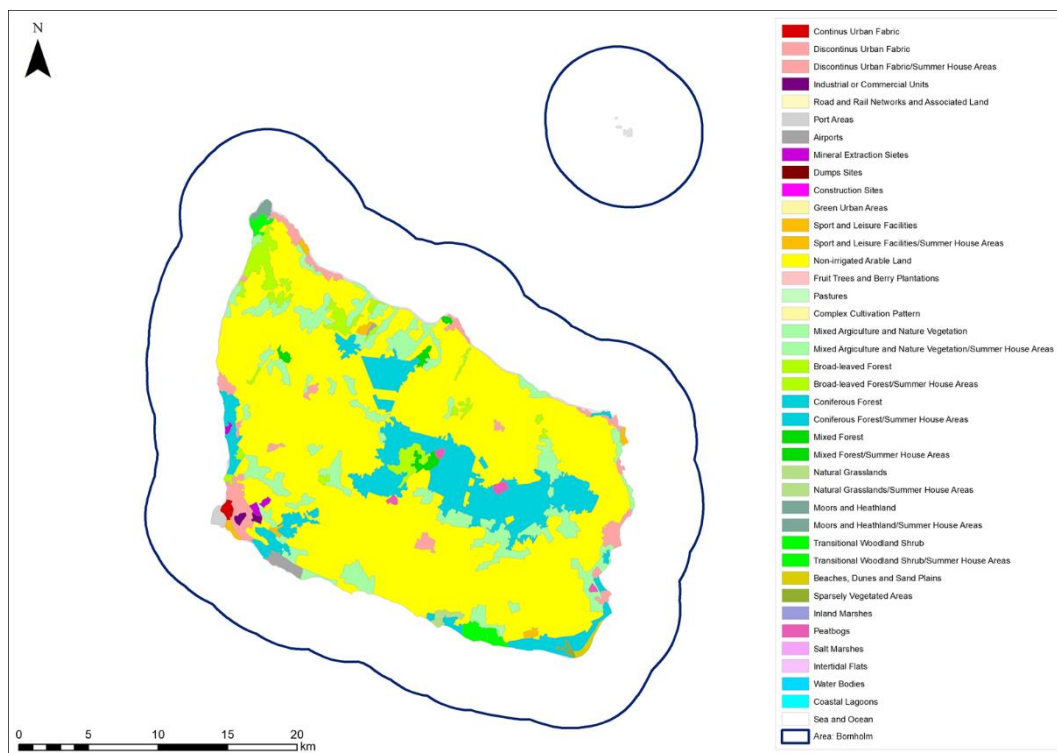 N
Continus Urban Fabric
Discontinus Urban Fabric
Discontinus Urban Fabric/Summer House Areas
Industrial or Commercial Units
Road and Rail Networks and Associated Land
Port Areas
Airports
Mineral Extraction Sietes
Dumps Sites
Construction Sites
Green Urban Areas
Sport and Leisure Facilities
Sport and Leisure Facilities/Summer House Areas
Non-irrigated Arable Land
Fruit Trees and Berry Plantations
Pastures
Complex Cultivation Pattern
Mixed Argiculture and Nature Vegetation
Mixed Argiculture and Nature Vegetation/Summer House Areas
Broad-leaved Forest
Broad-leaved Forest/Summer House Areas
Coniferous Forest
Coniferous Forest/Summer House Areas
Mixed Forest
Mixed Forest/Summer House Areas
Natural Grasslands
Natural Grasslands/Summer House Areas
Moors and Heathland
Moors and Heathland/Summer House Areas
Transitional Woodland Shrub
Transitional Woodland Shrub/Summer House Areas
Beaches, Dunes and Sand Plains
Sparsely Vegetated Areas
Inland Marshes
Peatbogs
Salt Marshes
Intertidal Flats
Water Bodies
Coastal Lagoons
Sea and Ocean
Area: Bornholm
0 5 10 15 20
km